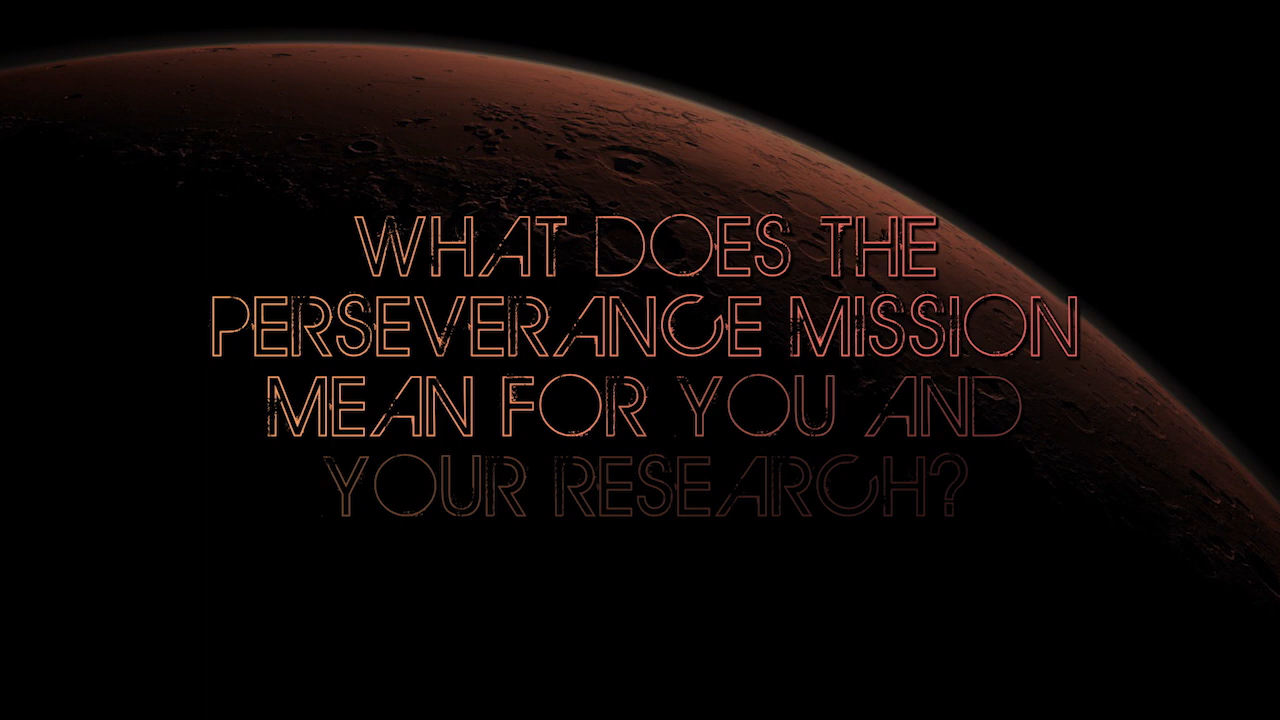 WHAT DOES THE
PERSEVERANCE MISSION
MEAN FOR YOU AND
YOUR RESEARCH?